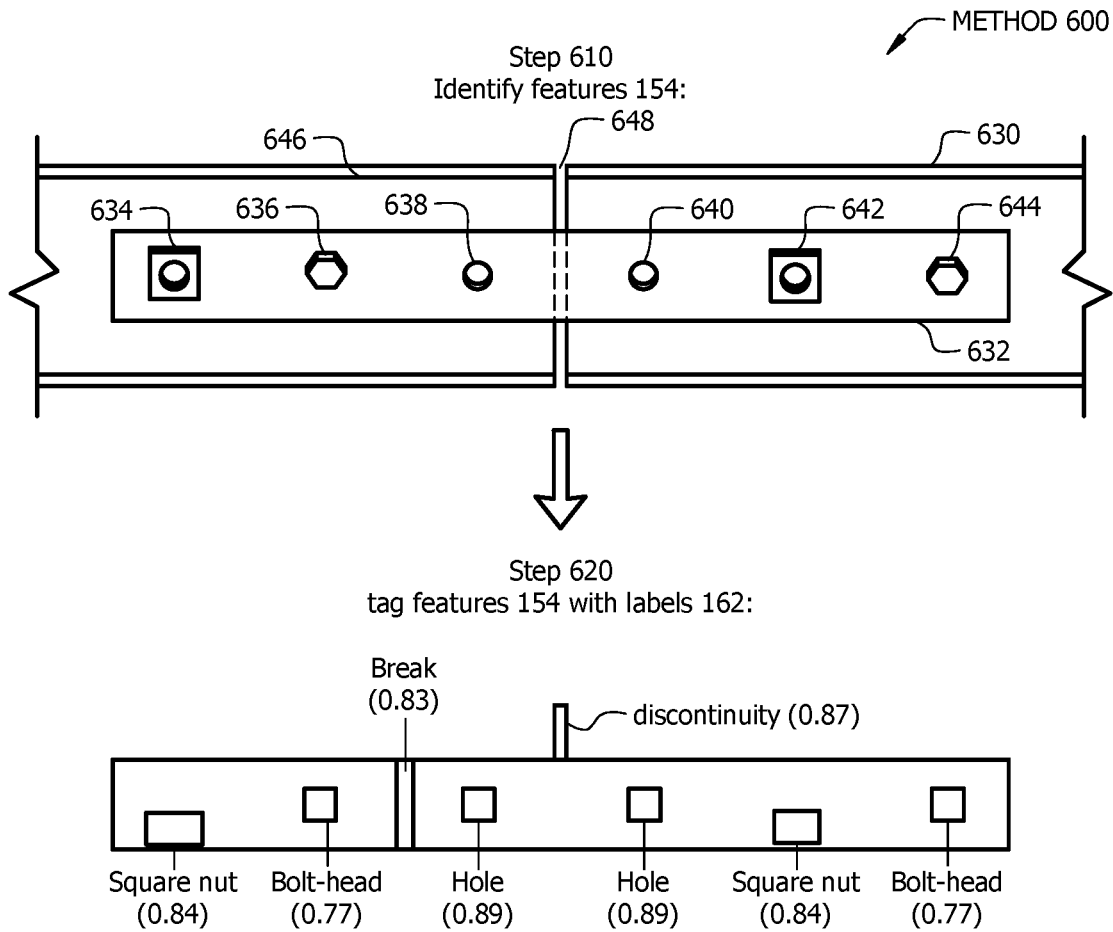 METHOD 600
Step 610
Identify features 154:
646
648
630
634
636
638
640
642
644
632
Step 620
tag features 154 with labels 162:
Break
(0.83)
discontinuity (0.87)
Square nut
(0.84)
Bolt-head
(0.77)
Hole
(0.89)
Hole
(0.89)
Square nut
(0.84)
Bolt-head
(0.77)